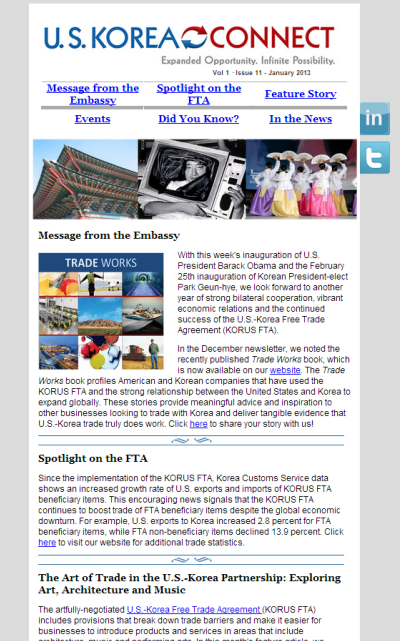 U.S. KOREA CONNECT
Expanded Opportunity. Infinite Possibility.
Vol 1 · Issue 11 - January 2013
Message from the Embassy
Spotlight on the FTA
Feature Story
Events
Did You Know?
In the News
in
t
Message from the Embassy
TRADE WORKS
With this week's inauguration of U.S.
President Barack Obama and the February
25th inauguration of Korean President-elect
Park Geun-hye, we look forward to another
year of strong bilateral cooperation, vibrant
economic relations and the continued
success of the U.S.-Korea Free Trade
Agreement (KORUS FTA).
In the December newsletter, we noted the
recently published Trade Works book, which
is now available on our website. The Trade
Works book profiles American and Korean companies that have used the
KORUS FTA and the strong relationship between the United States and Korea to
expand globally. These stories provide meaningful advice and inspiration to
other businesses looking to trade with Korea and deliver tangible evidence that
U.S.-Korea trade truly does work. Click here to share your story with us!
Spotlight on the FTA
Since the implementation of the KORUS FTA, Korea Customs Service data
shows an increased growth rate of U.S. exports and imports of KORUS FTA
beneficiary items. This encouraging news signals that the KORUS FTA
continues to boost trade of FTA beneficiary items despite the global economic
downturn. For example, U.S. exports to Korea increased 2.8 percent for FTA
beneficiary items, while FTA non-beneficiary items declined 13.9 percent. Click
here to visit our website for additional trade statistics.
The Art of Trade in the U.S.-Korea Partnership: Exploring
Art, Architecture and Music
The artfully-negotiated U.S.-Korea Free Trade Agreement (KORUS FTA)
includes provisions that break down trade barriers and make it easier for
businesses to introduce products and services in areas that include
architecture, music and performing arts. In this month's feature article, we